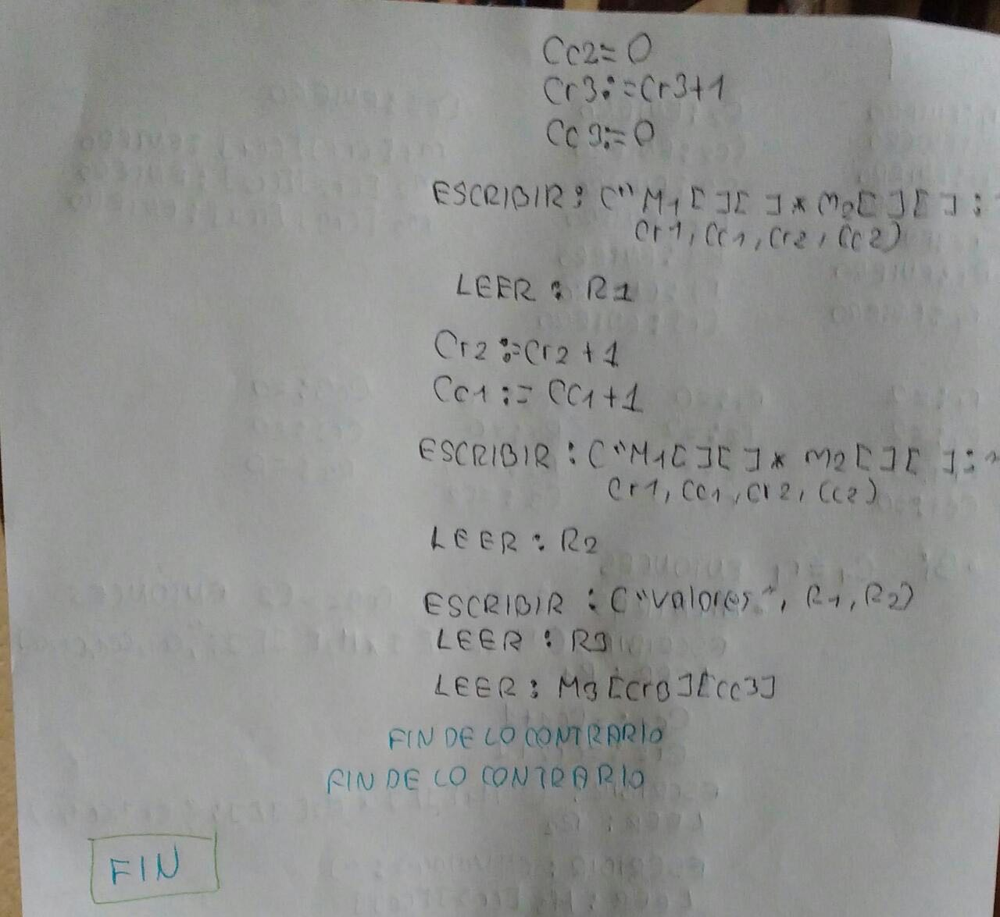 Cc2= 0
Cr3:=Cr3+1
Cc3:=0
ESCRIBIR: (""M1[ ][ ]* M2[ ][ ]:
Cr1, Cc1, Cr2, Cc2)
LEER : R1
Cr2:=Cr2+1
Cc1:= CC1+1
ESCRIBIR : ("M1[ ][ ]* M2[ ][ ]:"
Cr1, Cc1, Cr2, Cc2)
LEER : R2
ESCRIBIR : ("valores", R1, R2)
LEER : R3
LEER: M3[Cr3][CC3]
FIN DE LO CONTRARIO
FIN DE LO CONTRARIO
FIN